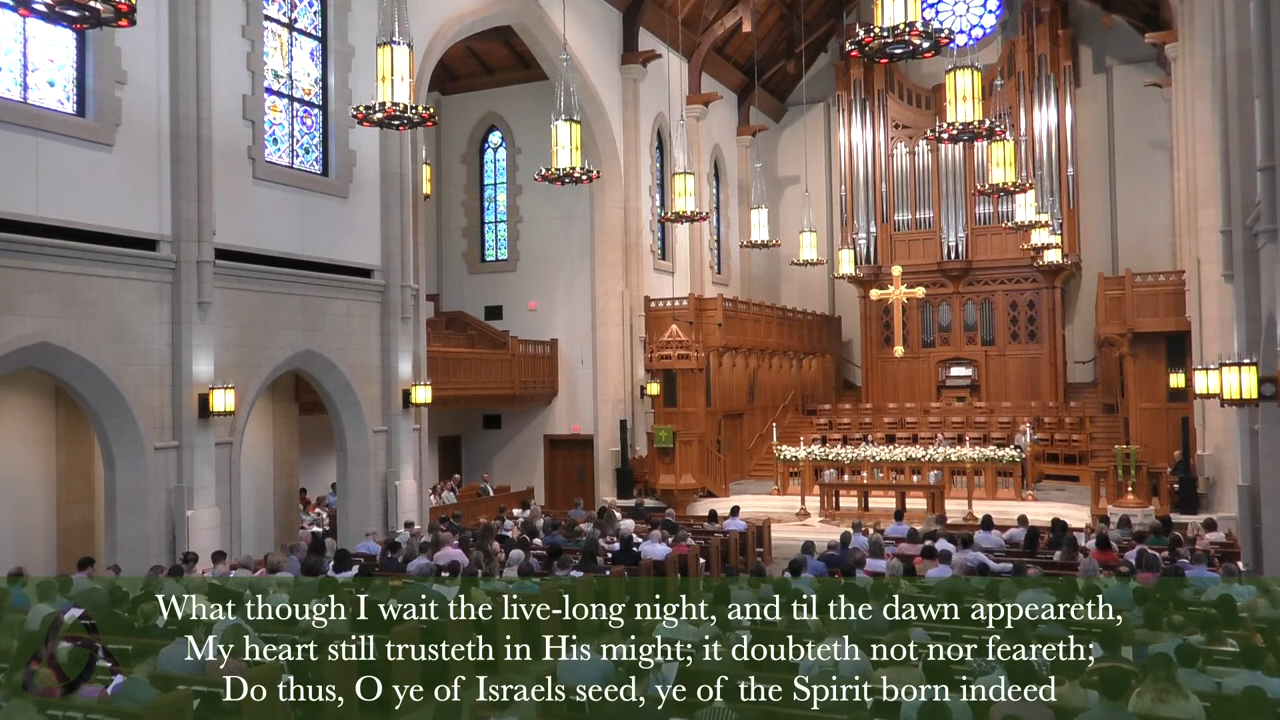 What though I wait the live-long night, and til the dawn appeareth,
My heart still trusteth in His might; it doubteth not nor feareth;
Do thus, O ye of Israels seed, ye of the Spirit born indeed